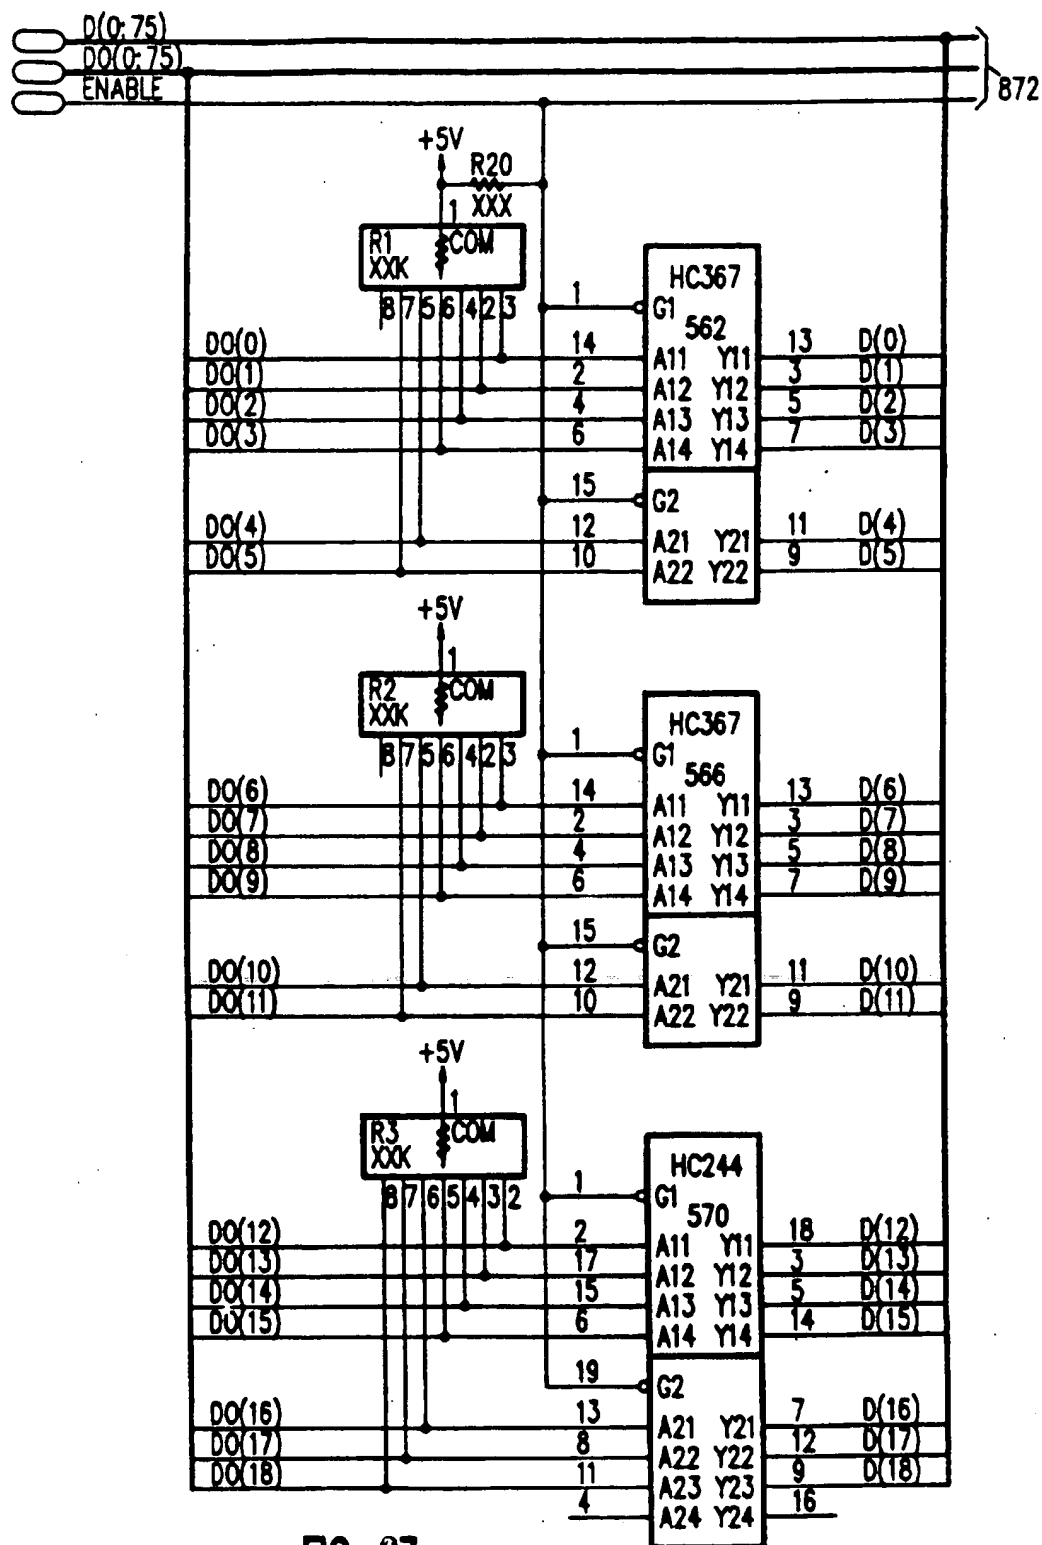 D(0:75)
DO(0:75)
ENABLE
872
+5V
R20
XXX
1
R1 COM
XXK
8 7 5 6 4 2 3
HC367
562
1 G1
DO(0) 14 A11 Y11 13 D(0)
DO(1) 2 A12 Y12 3 D(1)
DO(2) 4 A13 Y13 5 D(2)
DO(3) 6 A14 Y14 7 D(3)
15 G2
DO(4) 12 A21 Y21 11 D(4)
DO(5) 10 A22 Y22 9 D(5)
+5V
1
R2 COM
XXK
8 7 5 6 4 2 3
HC367
566
1 G1
DO(6) 14 A11 Y11 13 D(6)
DO(7) 2 A12 Y12 3 D(7)
DO(8) 4 A13 Y13 5 D(8)
DO(9) 6 A14 Y14 7 D(9)
15 G2
DO(10) 12 A21 Y21 11 D(10)
DO(11) 10 A22 Y22 9 D(11)
+5V
1
R3 COM
XXK
8 7 6 5 4 3 2
HC244
570
1 G1
DO(12) 2 A11 Y11 18 D(12)
DO(13) 17 A12 Y12 3 D(13)
DO(14) 15 A13 Y13 5 D(14)
DO(15) 6 A14 Y14 14 D(15)
19 G2
DO(16) 13 A21 Y21 7 D(16)
DO(17) 8 A22 Y22 12 D(17)
DO(18) 11 A23 Y23 9 D(18)
4 A24 Y24 16